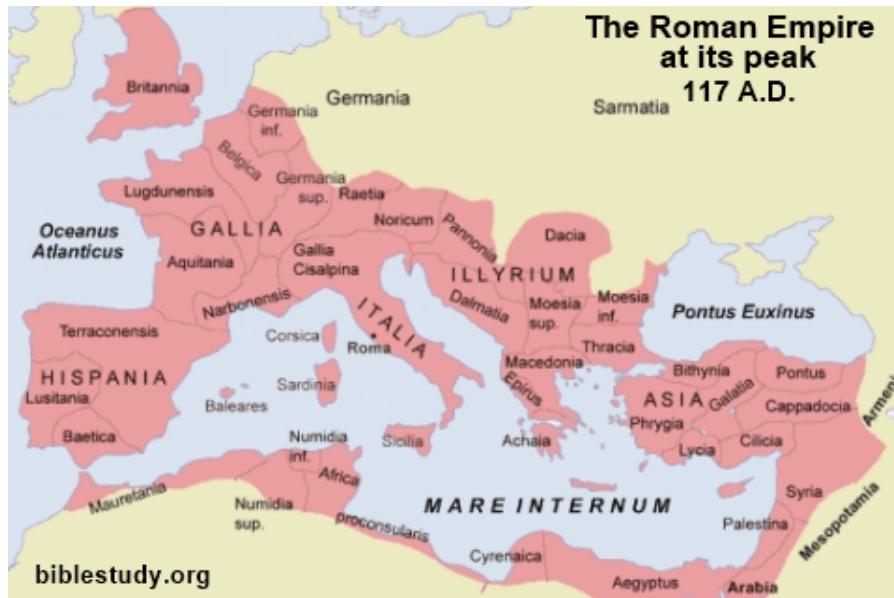 The Roman Empire
at its peak
117 A.D.
Britannia
Germania
inf.
Germania
Sarmatia
Belgica
Lugdunensis
Germania
sup.
Raetia
Noricum
Pannonia
Dacia
Oceanus
Atlanticus
GALLIA
Aquitania
Gallia
Cisalpina
ILLYRIUM
Dalmatia
Moesia
sup.
Moesia
inf.
Pontus Euxinus
Narbonensis
ITALIA
Terraconensis
Corsica
Roma
Macedonia
Thracia
Epirus
Bithynia
Pontus
HISPANIA
Lusitania
Sardinia
Baleares
ASIA
Galatia
Phrygia
Cappadocia
Armeni
Baetica
Numidia
inf.
Sicilia
Achaia
Lycia
Cilicia
Mauretania
Africa
proconsularis
Numidia
sup.
MARE INTERNUM
Syria
Mesopotamia
Palestina
Cyrenaica
Aegyptus
Arabia
biblestudy.org